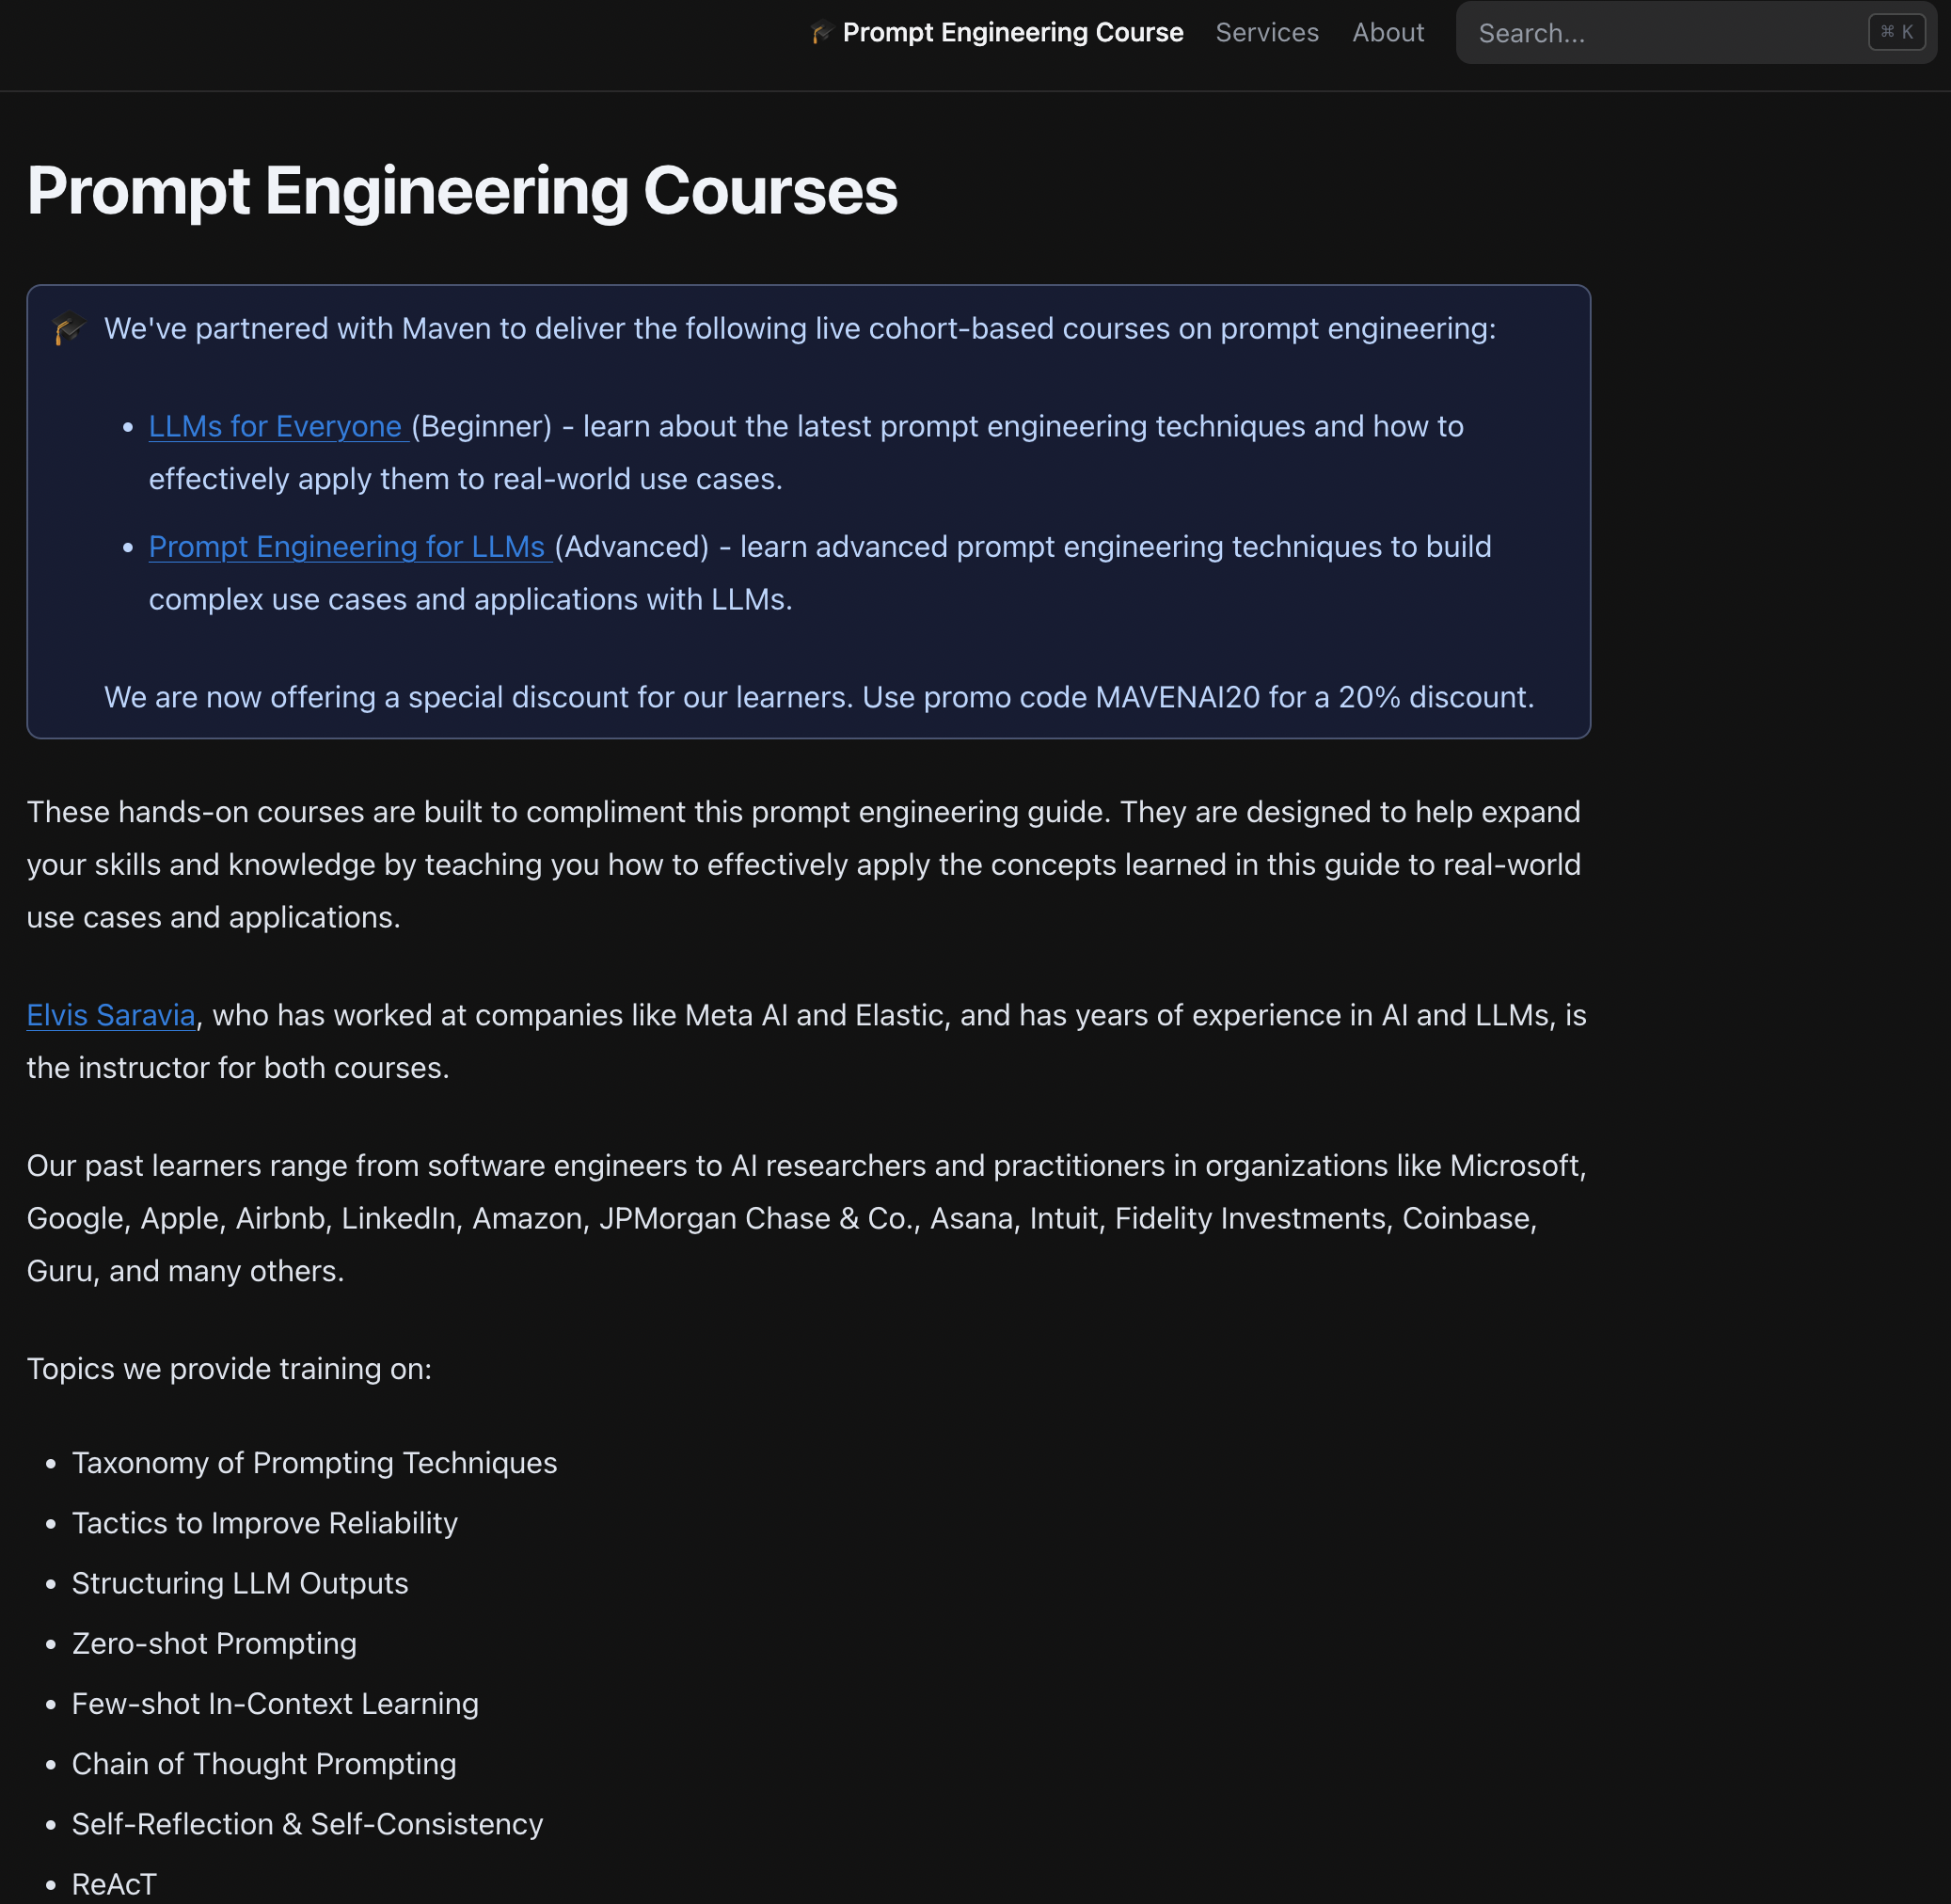 🎓 Prompt Engineering Course Services About Search... ⌘ K
Prompt Engineering Courses
🎓 We've partnered with Maven to deliver the following live cohort-based courses on prompt engineering:
• LLMs for Everyone (Beginner) - learn about the latest prompt engineering techniques and how to
effectively apply them to real-world use cases.
• Prompt Engineering for LLMs (Advanced) - learn advanced prompt engineering techniques to build
complex use cases and applications with LLMs.
We are now offering a special discount for our learners. Use promo code MAVENAI20 for a 20% discount.
These hands-on courses are built to compliment this prompt engineering guide. They are designed to help expand
your skills and knowledge by teaching you how to effectively apply the concepts learned in this guide to real-world
use cases and applications.
Elvis Saravia, who has worked at companies like Meta AI and Elastic, and has years of experience in AI and LLMs, is
the instructor for both courses.
Our past learners range from software engineers to AI researchers and practitioners in organizations like Microsoft,
Google, Apple, Airbnb, LinkedIn, Amazon, JPMorgan Chase & Co., Asana, Intuit, Fidelity Investments, Coinbase,
Guru, and many others.
Topics we provide training on:
• Taxonomy of Prompting Techniques
• Tactics to Improve Reliability
• Structuring LLM Outputs
• Zero-shot Prompting
• Few-shot In-Context Learning
• Chain of Thought Prompting
• Self-Reflection & Self-Consistency
• ReAcT